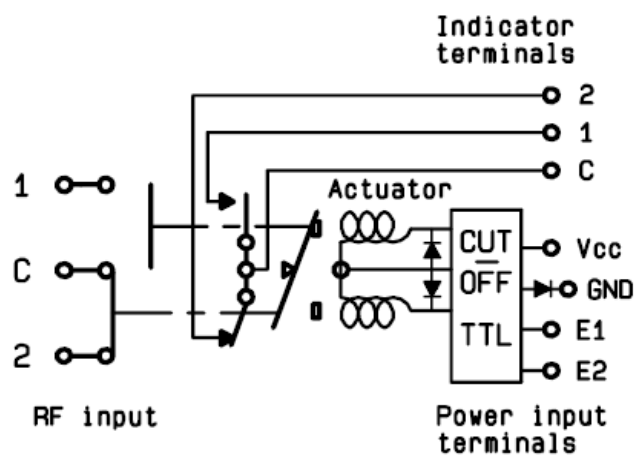 Indicator
terminals
2
1
C
1
C
2
RF input
Actuator
CUT
OFF
TTL
Vcc
GND
E1
E2
Power input
terminals